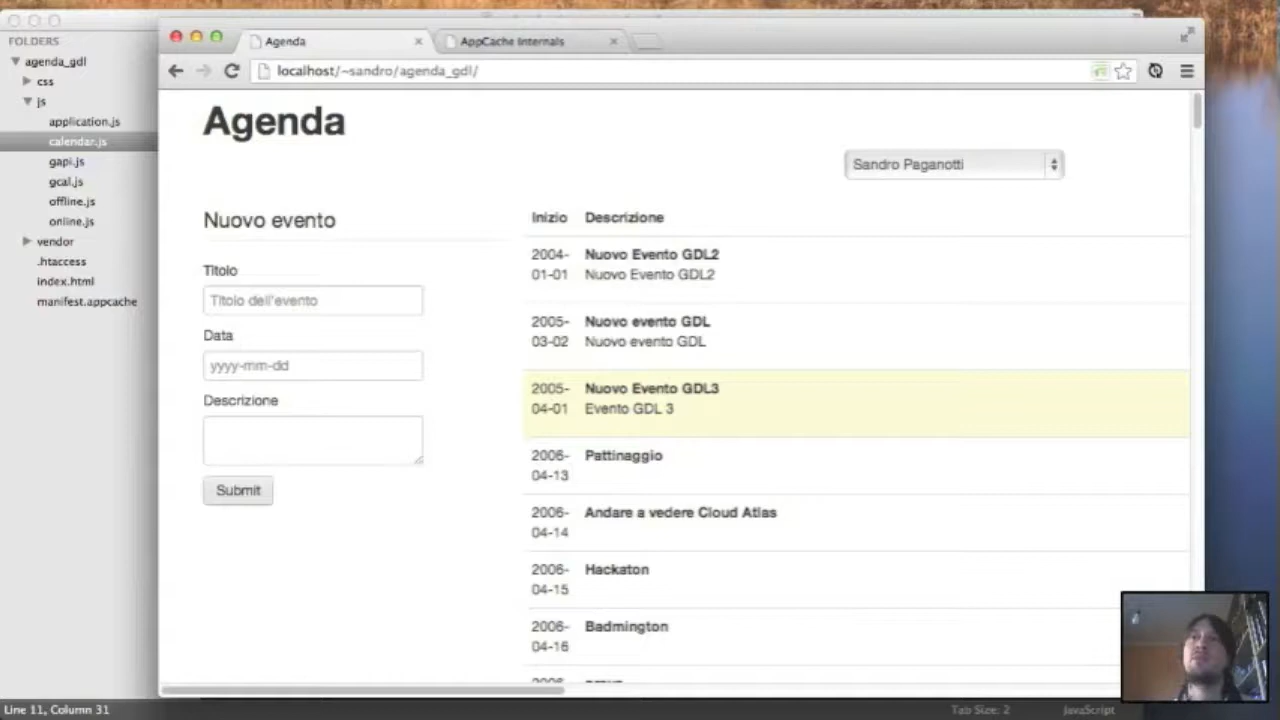 FOLDERS
agenda_gdl
css
js
application.js
calendar.js
gapi.js
gcal.js
offline.js
online.js
vendor
.htaccess
index.html
manifest.appcache
Agenda
AppCache Internals
localhost/~sandro/agenda_gdl/
Agenda
Sandro Paganotti
Nuovo evento
Titolo
Titolo dell'evento
Data
yyyy-mm-dd
Descrizione
Submit
Inizio Descrizione
2004- Nuovo Evento GDL2
01-01 Nuovo Evento GDL2
2005- Nuovo evento GDL
03-02 Nuovo evento GDL
2005- Nuovo Evento GDL3
04-01 Evento GDL 3
2006- Pattinaggio
04-13
2006- Andare a vedere Cloud Atlas
04-14
2006- Hackaton
04-15
2006- Badmington
04-16
2006-
Line 11, Column 31
Tab Size: 2
JavaScript